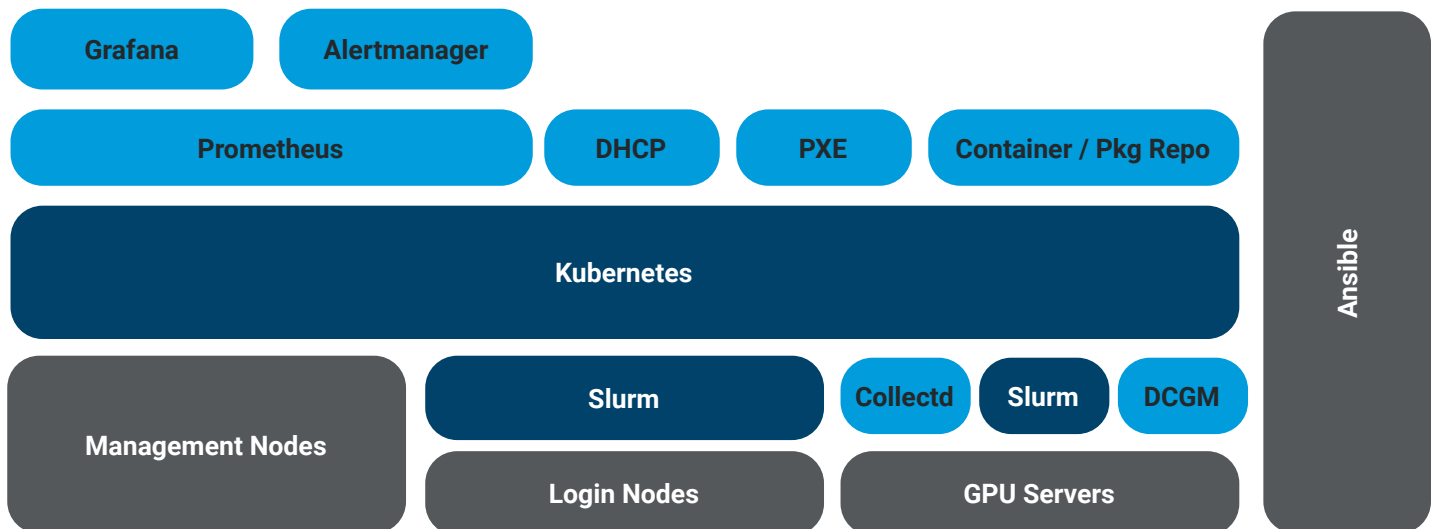 Grafana
Alertmanager
Prometheus
DHCP
PXE
Container / Pkg Repo
Kubernetes
Slurm
Collectd
Slurm
DCGM
Management Nodes
Login Nodes
GPU Servers
Ansible